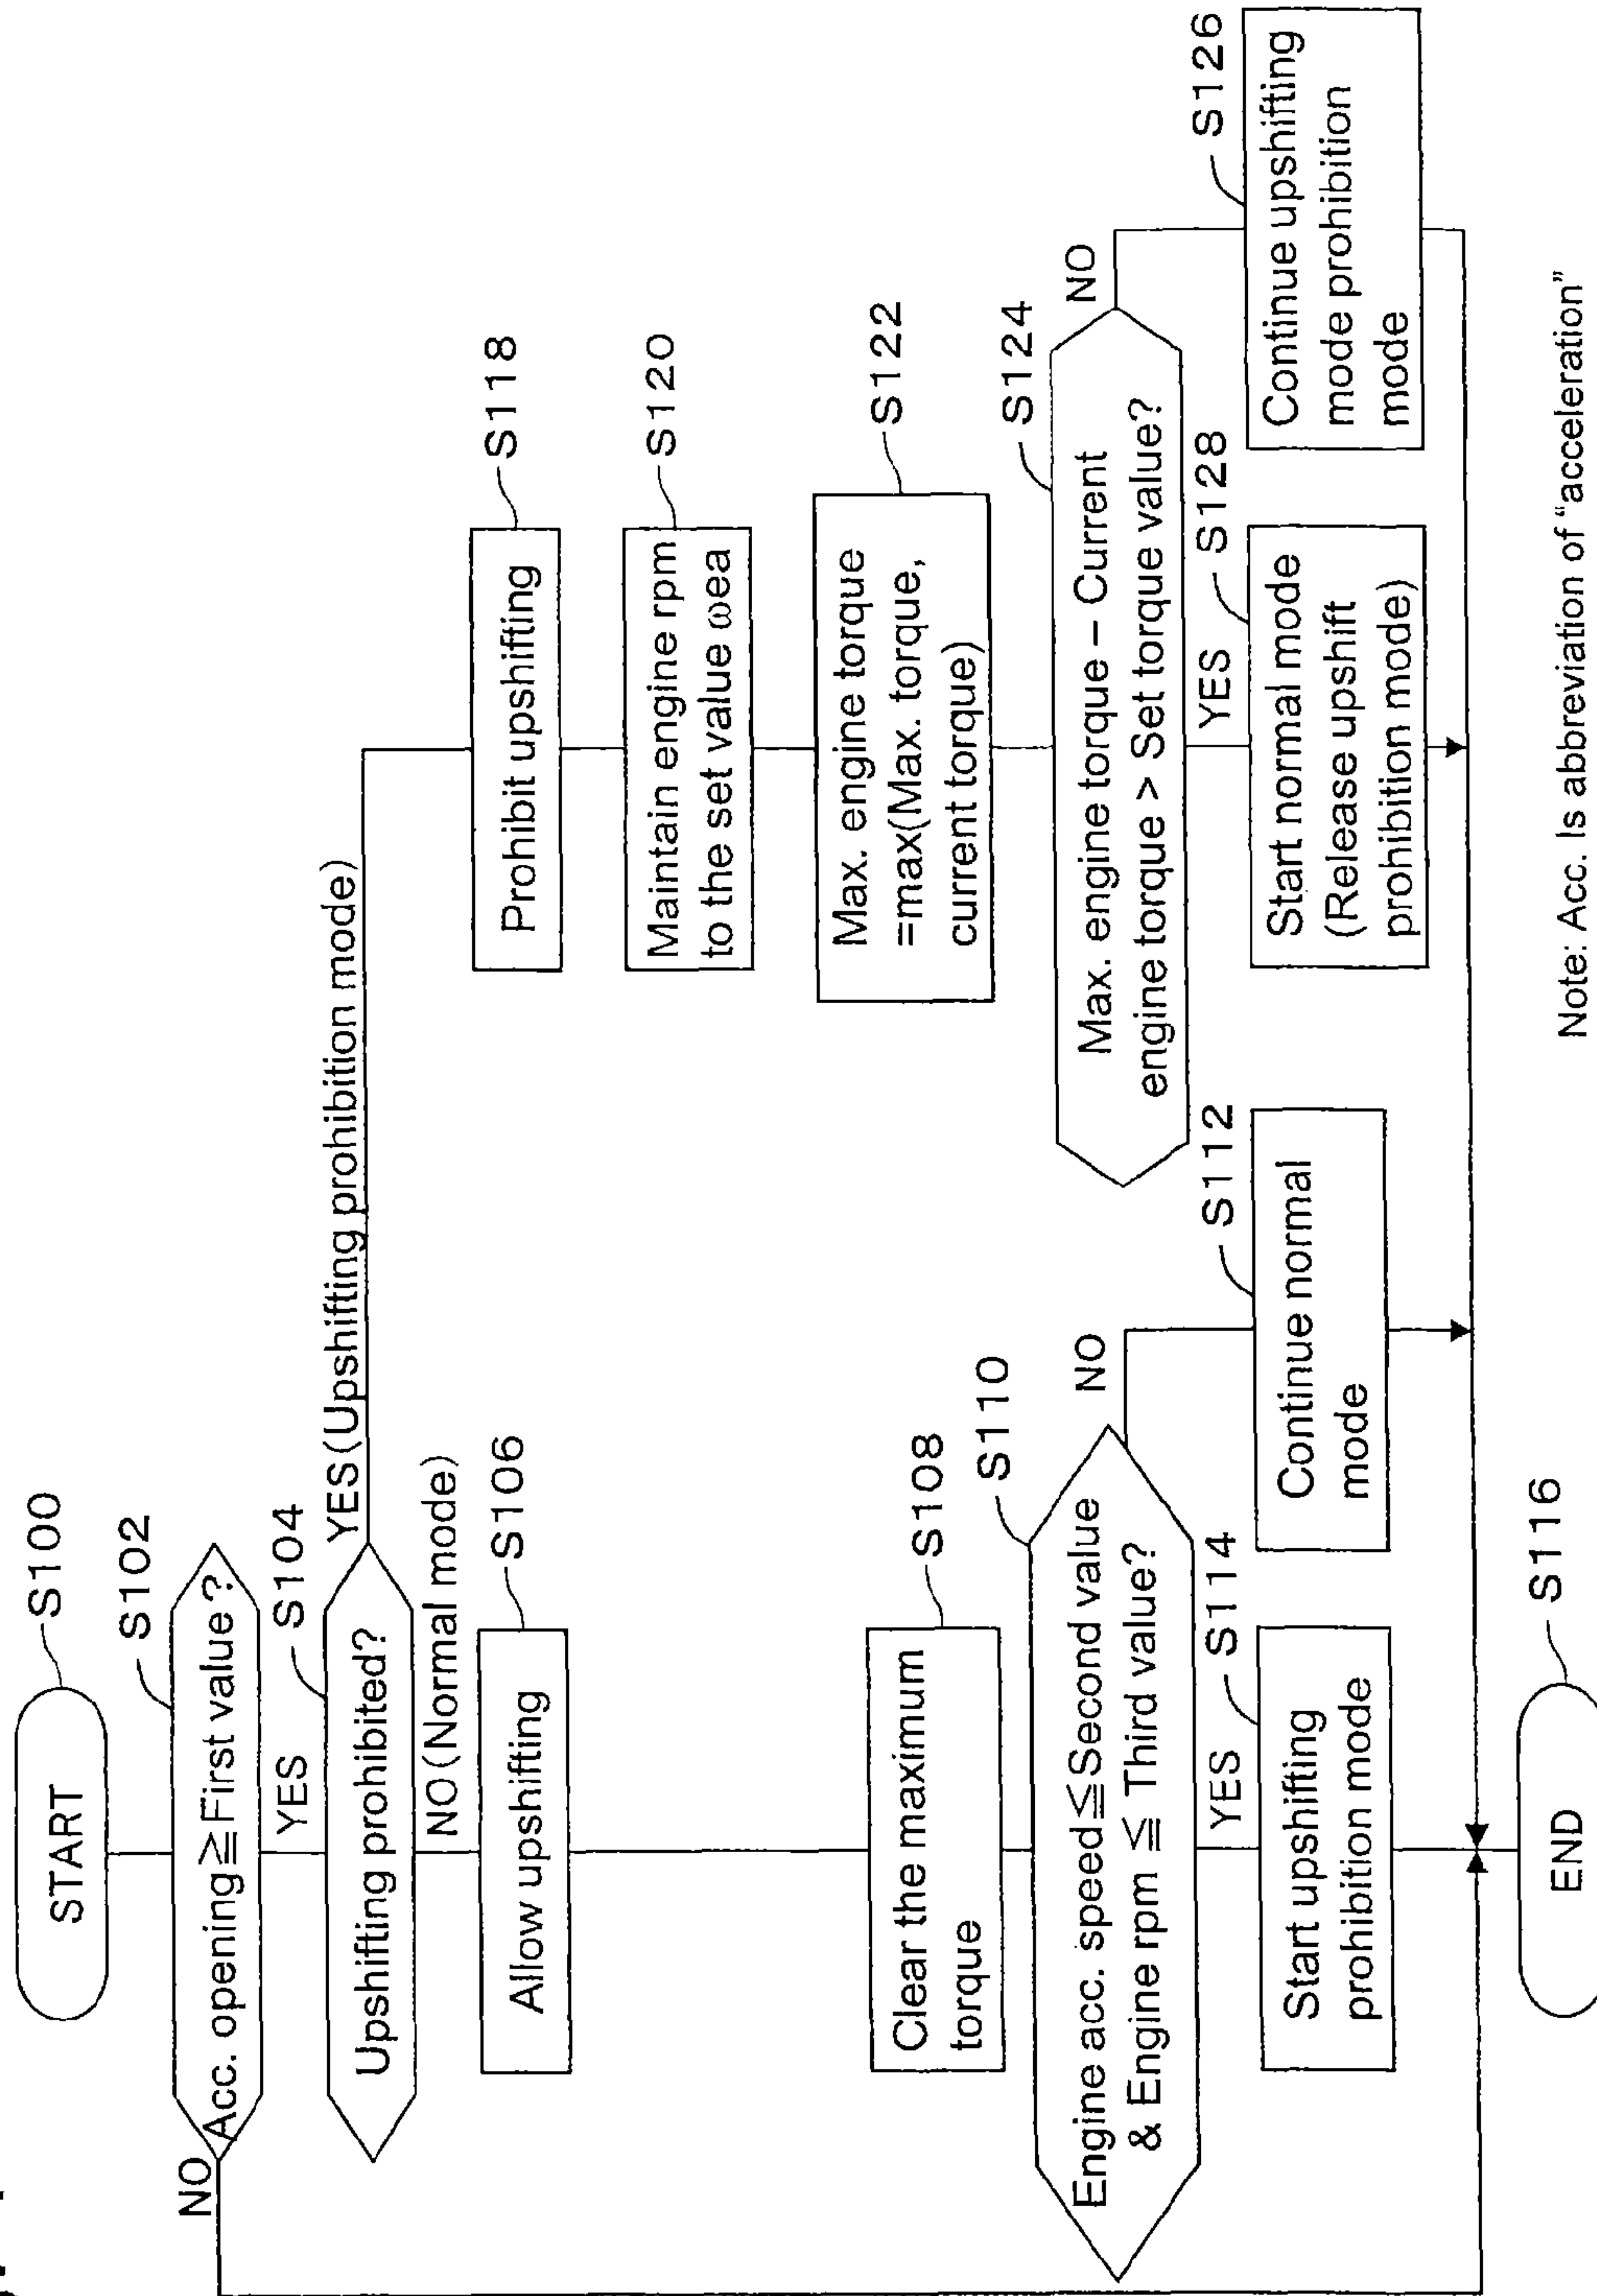 START
S100
Acc. opening≧First value?
S102
NO
YES
Upshifting prohibited?
S104
YES(Upshifting prohibition mode)
NO(Normal mode)
Allow upshifting
S106
Prohibit upshifting
S118
Maintain engine rpm
to the set value ωea
S120
Max. engine torque
=max(Max. torque,
current torque)
S122
Clear the maximum
torque
S108
Engine acc. speed≦Second value
& Engine rpm ≦ Third value?
S110
NO
YES
Max. engine torque – Current
engine torque > Set torque value?
S124
NO
YES
Start upshifting
prohibition mode
S114
Continue normal
mode
S112
Start normal mode
(Release upshift
prohibition mode)
S128
Continue upshifting
mode prohibition
mode
S126
END
S116
Note: Acc. Is abbreviation of “acceleration”